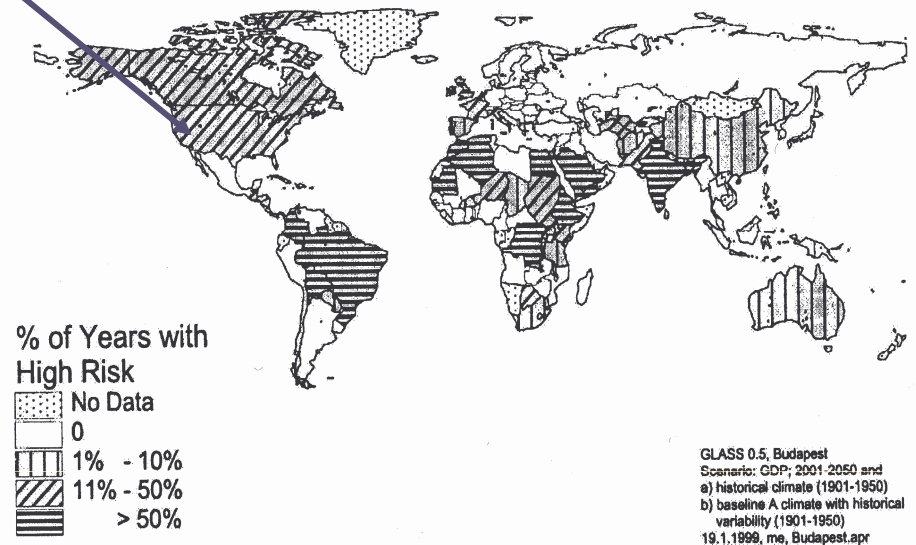 % of Years with
High Risk
No Data
0
1% - 10%
11% - 50%
> 50%
GLASS 0.5, Budapest
Scenario: GDP; 2001-2050 and
a) historical climate (1901-1950)
b) baseline A climate with historical
variability (1901-1950)
19.1.1999, me, Budapest.apr